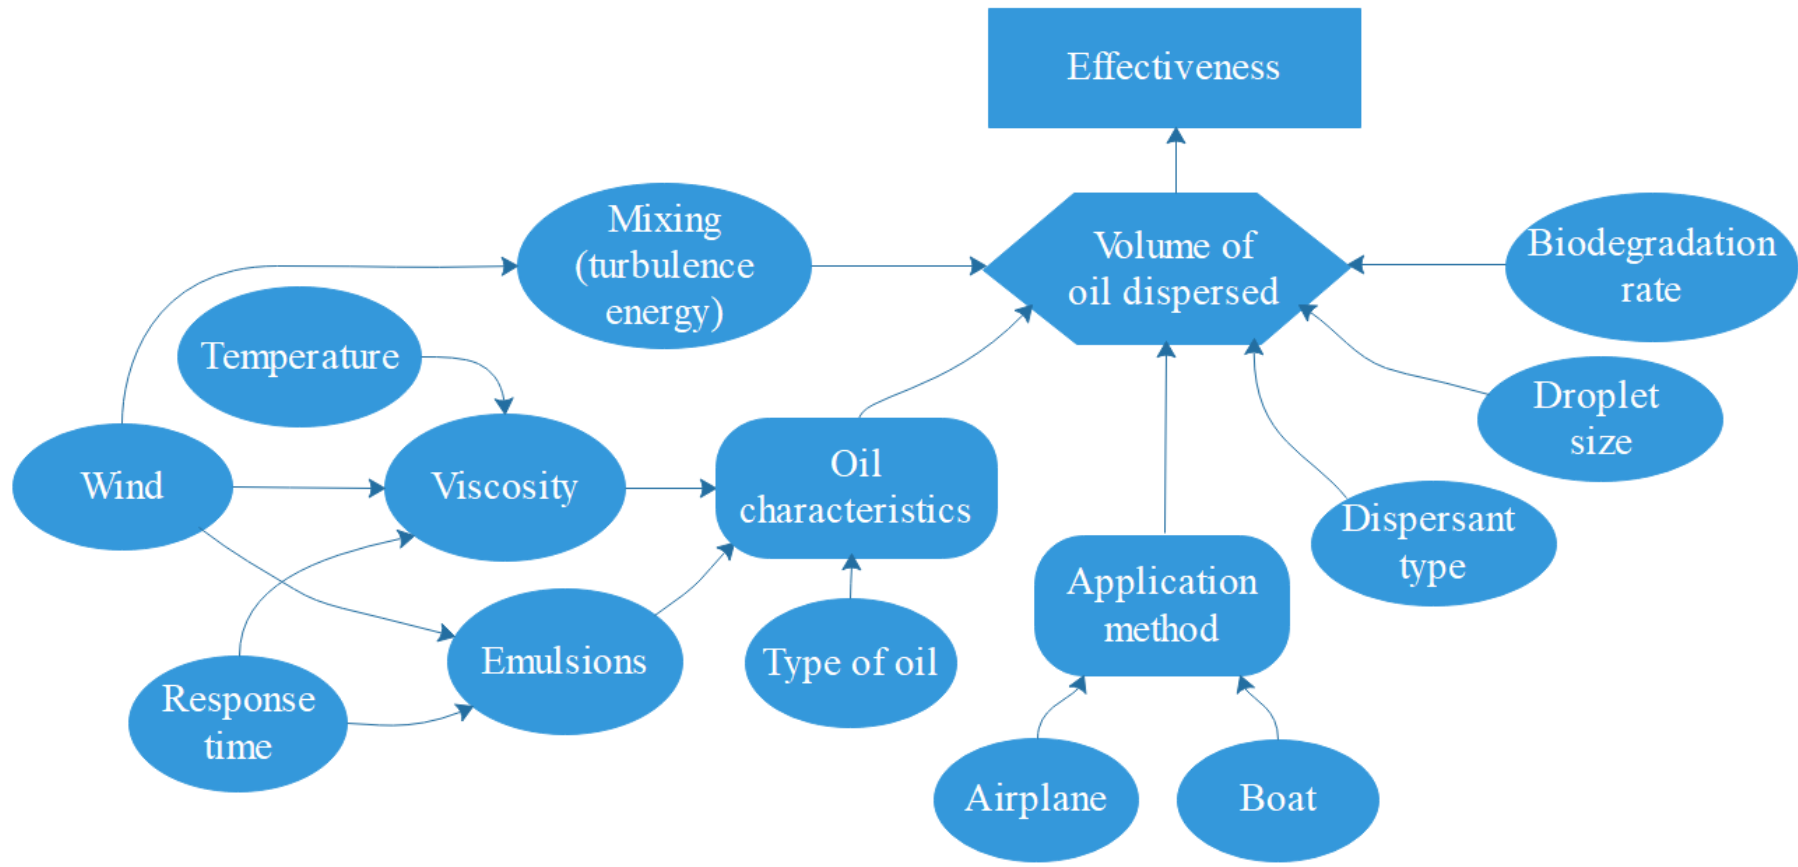 Effectiveness
Mixing
(turbulence
energy)
Volume of
oil dispersed
Biodegradation
rate
Temperature
Droplet
size
Wind
Viscosity
Oil
characteristics
Dispersant
type
Application
method
Emulsions
Type of oil
Response
time
Airplane
Boat